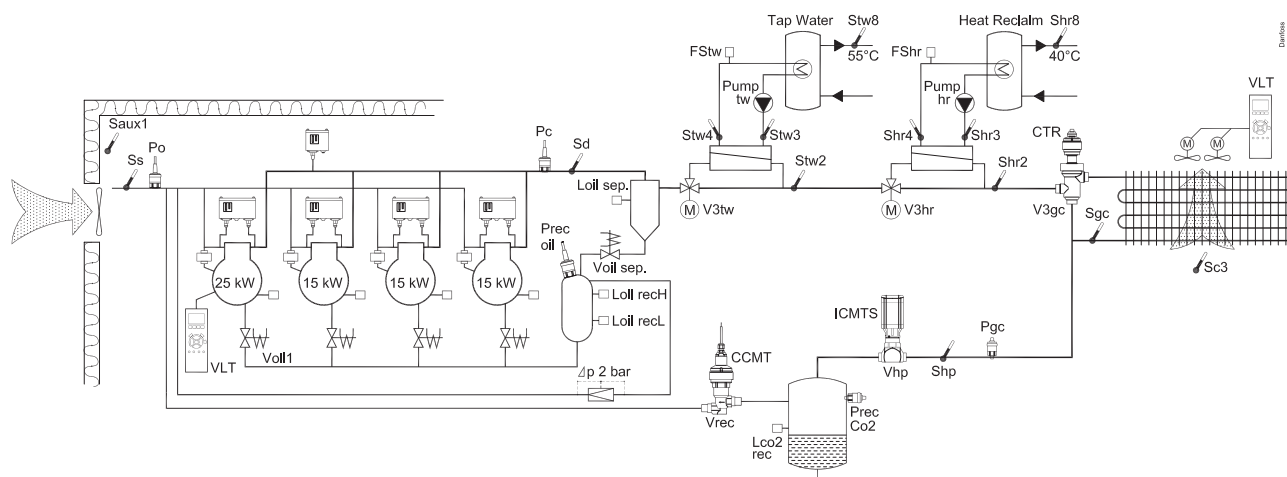 Tap Water
Stw8
55°C
FStw
Pump
tw
Stw4
Stw3
Stw2
V3tw
M
Heat Reclalm
Shr8
40°C
FShr
Pump
hr
Shr4
Shr3
Shr2
V3hr
M
Danfoss
VLT
M
M
CTR
V3gc
Sgc
Sc3
Saux1
Ss
Po
Pc
Sd
Loil sep.
Prec
oil
Voil sep.
25 kW
15 kW
15 kW
15 kW
Loll recH
Loil recL
VLT
Voll1
Δp 2 bar
CCMT
Vrec
ICMTS
Vhp
Shp
Pgc
Prec
Co2
Lco2
rec